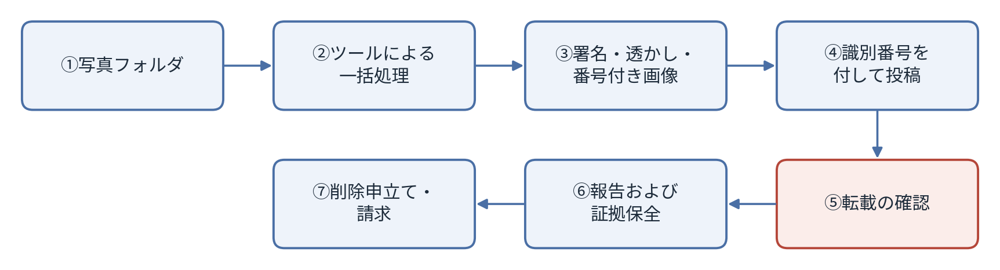 ①写真フォルダ
②ツールによる
一括処理
③署名・透かし・
番号付き画像
④識別番号を
付して投稿
⑤転載の確認
⑥報告および
証拠保全
⑦削除申立て・
請求